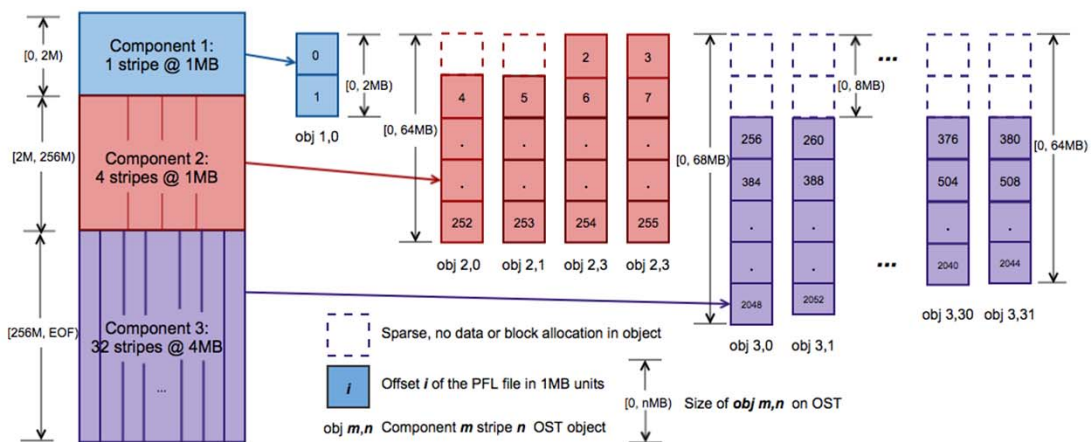 [0, 2M)
Component 1:
1 stripe @ 1MB
[2M, 256M)
Component 2:
4 stripes @ 1MB
[256M, EOF)
Component 3:
32 stripes @ 4MB
...
0
1
[0, 2MB)
obj 1,0
[0, 64MB)
2
3
4
5
6
7
.
.
.
.
.
.
.
.
252
253
254
255
obj 2,0
obj 2,1
obj 2,3
obj 2,3
[0, 68MB)
[0, 8MB)
...
[0, 64MB)
256
260
376
380
384
388
504
508
.
.
.
.
.
.
.
.
2040
2044
2048
2052
...
obj 3,0
obj 3,1
obj 3,30
obj 3,31
Sparse, no data or block allocation in object
i
Offset i of the PFL file in 1MB units
obj m,n Component m stripe n OST object
[0, nMB)
Size of obj m,n on OST